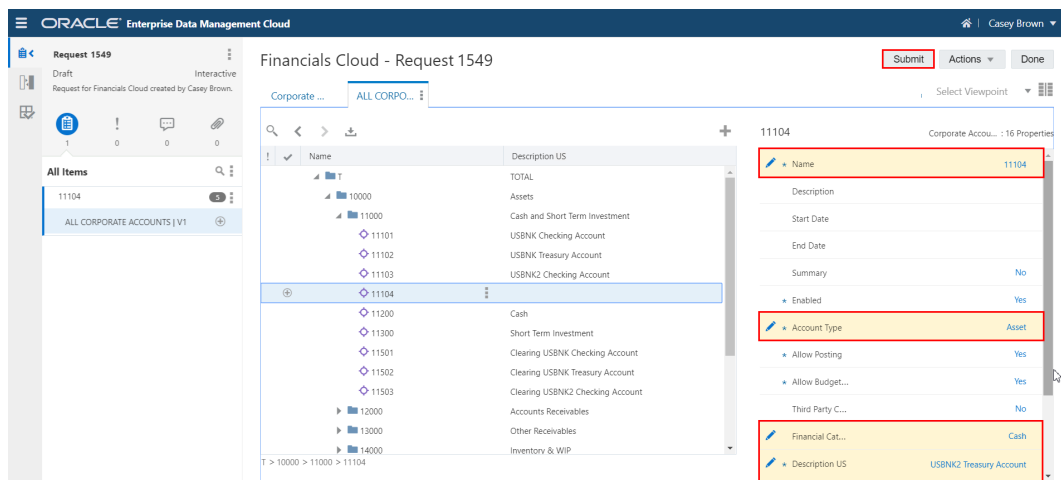 ORACLE Enterprise Data Management Cloud
Casey Brown
Request 1549
Draft Interactive
Request for Financials Cloud created by Casey Brown.
1 0 0 0
All Items
11104 5
ALL CORPORATE ACCOUNTS | V1
Financials Cloud - Request 1549
Submit Actions Done
Corporate ... ALL CORPO...
Select Viewpoint
! Name Description US
T TOTAL
10000 Assets
11000 Cash and Short Term Investment
11101 USBNK Checking Account
11102 USBNK Treasury Account
11103 USBNK2 Checking Account
11104
11200 Cash
11300 Short Term Investment
11501 Clearing USBNK Checking Account
11502 Clearing USBNK Treasury Account
11503 Clearing USBNK2 Checking Account
12000 Accounts Receivables
13000 Other Receivables
14000 Inventory & WIP
T > 10000 > 11000 > 11104
11104 Corporate Accou... : 16 Properties
* Name 11104
Description
Start Date
End Date
Summary No
* Enabled Yes
* Account Type Asset
* Allow Posting Yes
* Allow Budget... Yes
Third Party C... No
Financial Cat... Cash
* Description US USBNK2 Treasury Account